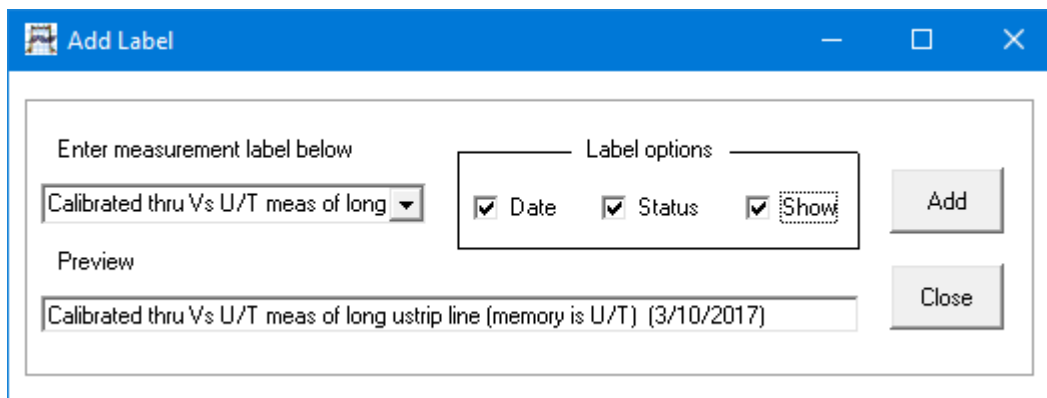 Add Label
Enter measurement label below
Label options
Calibrated thru Vs U/T meas of long
Date
Status
Show
Add
Preview
Calibrated thru Vs U/T meas of long ustrip line (memory is U/T) (3/10/2017)
Close